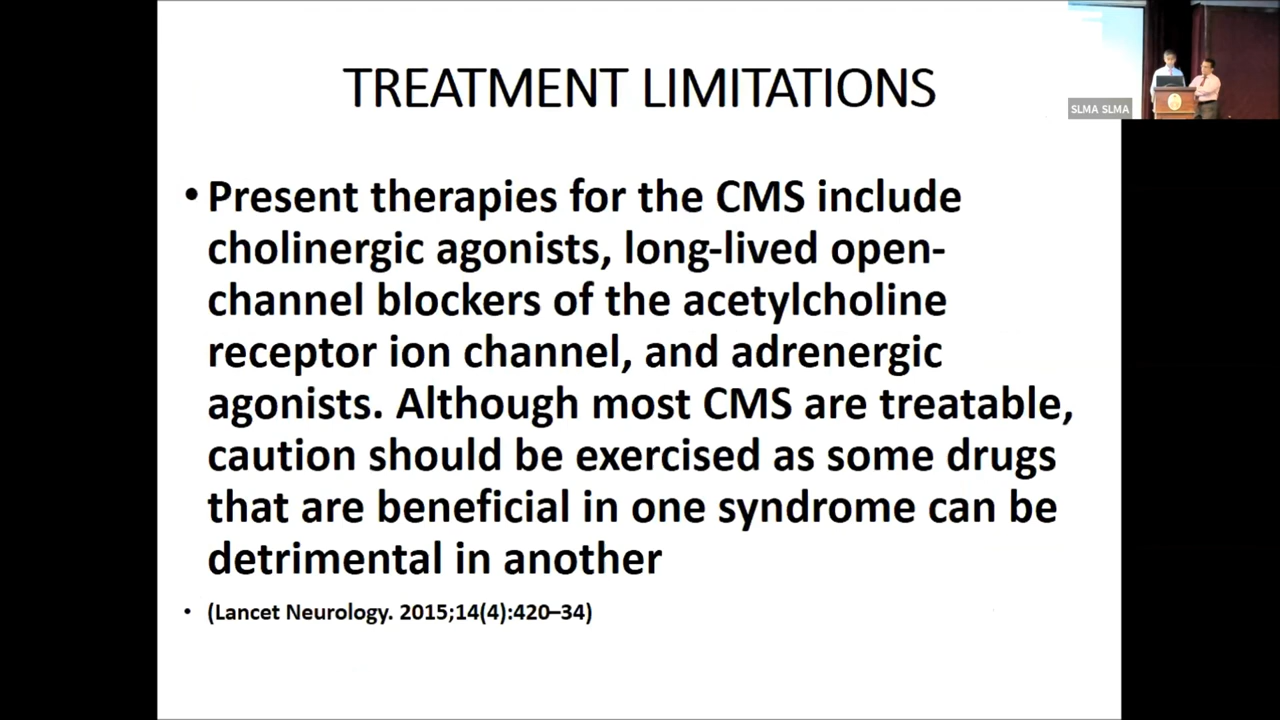 TREATMENT LIMITATIONS
SLMA SLMA
• Present therapies for the CMS include
cholinergic agonists, long-lived open-
channel blockers of the acetylcholine
receptor ion channel, and adrenergic
agonists. Although most CMS are treatable,
caution should be exercised as some drugs
that are beneficial in one syndrome can be
detrimental in another
• (Lancet Neurology. 2015;14(4):420–34)